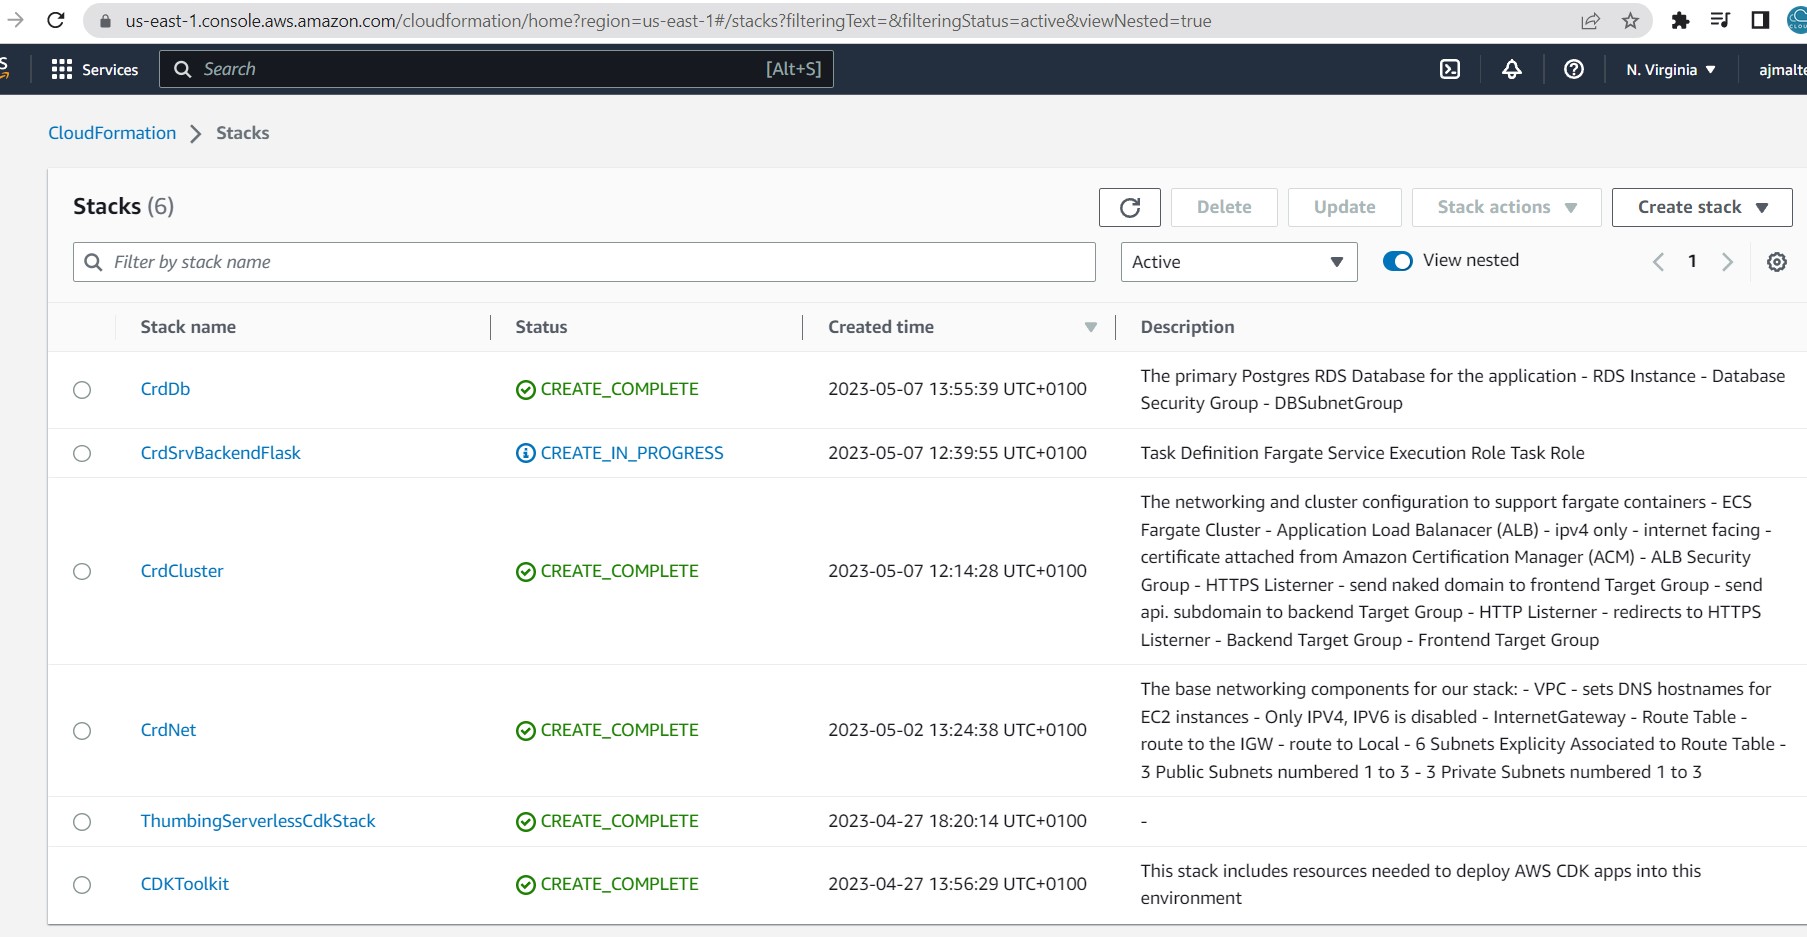 us-east-1.console.aws.amazon.com/cloudformation/home?region=us-east-1#/stacks?filteringText=&filteringStatus=active&viewNested=true
Services
Search
[Alt+S]
N. Virginia
ajmalte
CloudFormation
Stacks
Stacks (6)
Delete
Update
Stack actions
Create stack
Filter by stack name
Active
View nested
1
Stack name
Status
Created time
Description
CrdDb
CREATE_COMPLETE
2023-05-07 13:55:39 UTC+0100
The primary Postgres RDS Database for the application - RDS Instance - Database
Security Group - DBSubnetGroup
CrdSrvBackendFlask
CREATE_IN_PROGRESS
2023-05-07 12:39:55 UTC+0100
Task Definition Fargate Service Execution Role Task Role
CrdCluster
CREATE_COMPLETE
2023-05-07 12:14:28 UTC+0100
The networking and cluster configuration to support fargate containers - ECS
Fargate Cluster - Application Load Balanacer (ALB) - ipv4 only - internet facing -
certificate attached from Amazon Certification Manager (ACM) - ALB Security
Group - HTTPS Listerner - send naked domain to frontend Target Group - send
api. subdomain to backend Target Group - HTTP Listerner - redirects to HTTPS
Listerner - Backend Target Group - Frontend Target Group
CrdNet
CREATE_COMPLETE
2023-05-02 13:24:38 UTC+0100
The base networking components for our stack: - VPC - sets DNS hostnames for
EC2 instances - Only IPV4, IPV6 is disabled - InternetGateway - Route Table -
route to the IGW - route to Local - 6 Subnets Explicity Associated to Route Table -
3 Public Subnets numbered 1 to 3 - 3 Private Subnets numbered 1 to 3
ThumbingServerlessCdkStack
CREATE_COMPLETE
2023-04-27 18:20:14 UTC+0100
-
CDKToolkit
CREATE_COMPLETE
2023-04-27 13:56:29 UTC+0100
This stack includes resources needed to deploy AWS CDK apps into this
environment